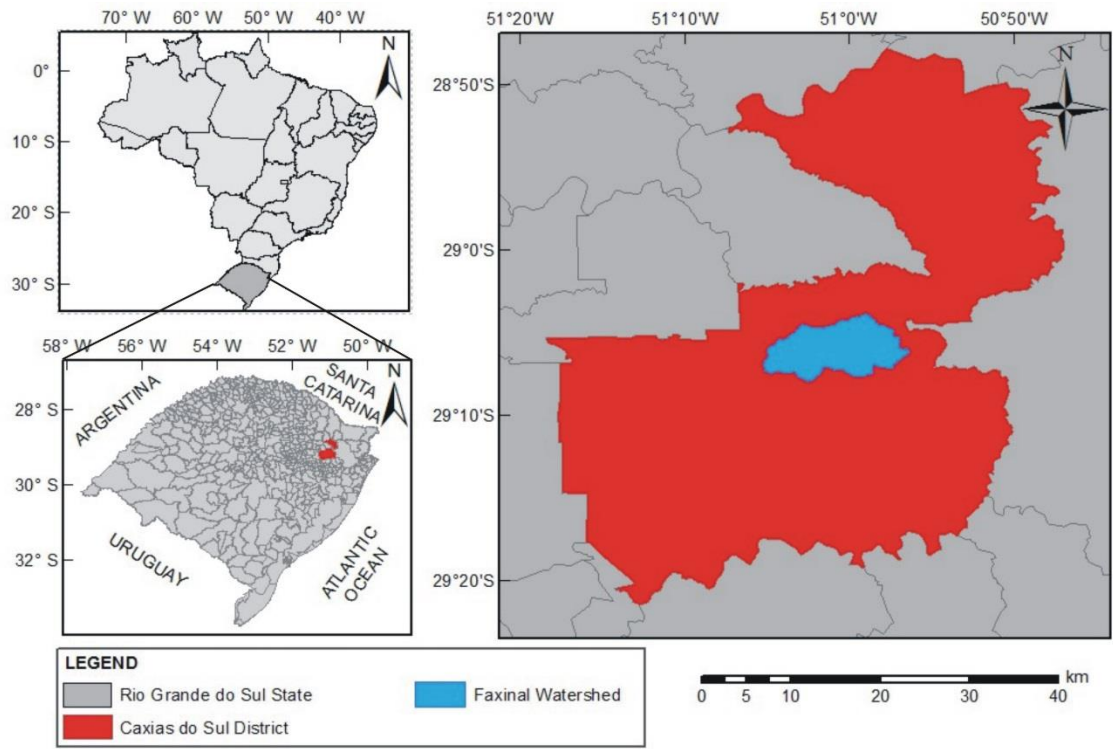 70° W 60° W 50° W 40° W
N
0°
10° S
20° S
30° S
58° W 56° W 54° W 52° W 50° W
N
ARGENTINA
SANTA
CATARINA
28° S
30° S
32° S
URUGUAY
ATLANTIC
OCEAN
51°20'W 51°10'W 51°0'W 50°50'W
N
28°50'S
29°0'S
29°10'S
29°20'S
LEGEND
Rio Grande do Sul State
Faxinal Watershed
Caxias do Sul District
km
0 5 10 20 30 40